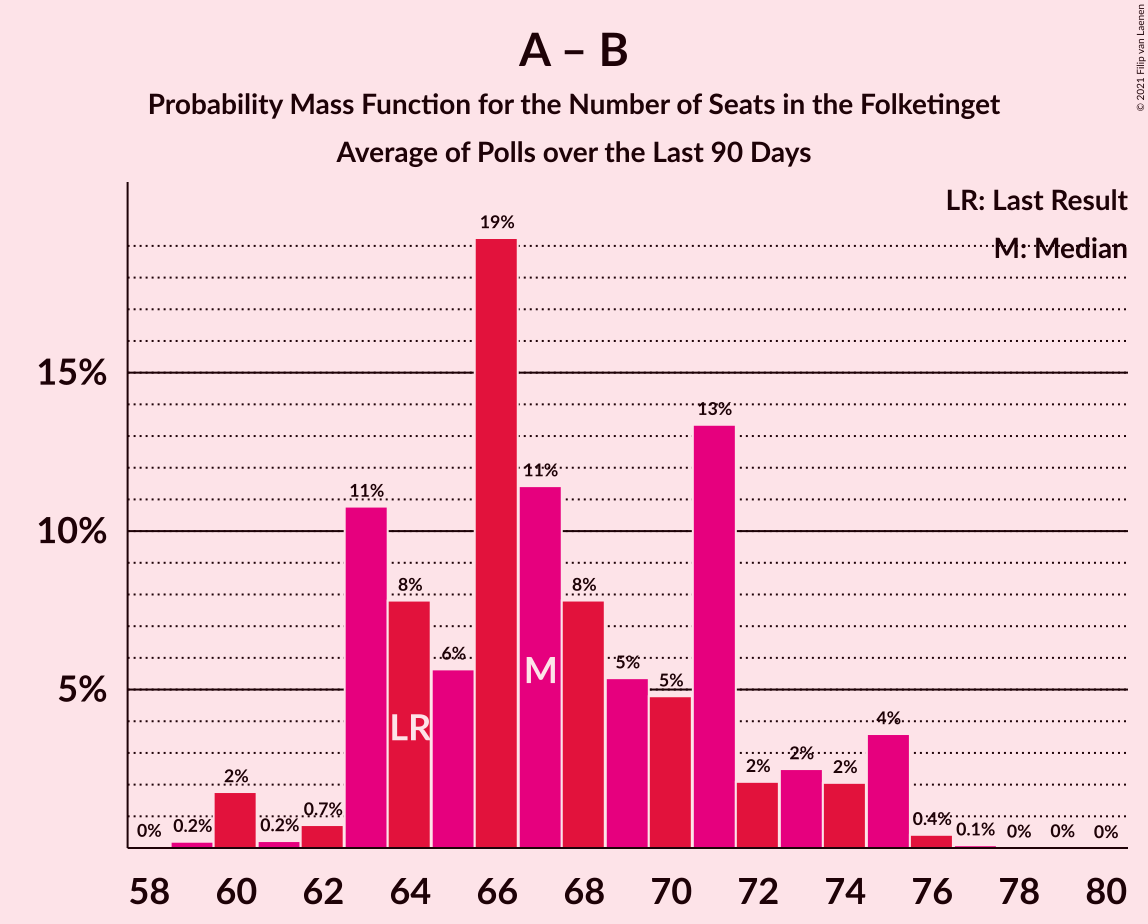 A – B
Probability Mass Function for the Number of Seats in the Folketinget
Average of Polls over the Last 90 Days
© 2021 Filip van Laenen
LR: Last Result
M: Median
15%
10%
5%
0%
0.2%
2%
0.2%
0.7%
11%
8%
6%
19%
11%
8%
5%
5%
13%
2%
2%
2%
4%
0.4%
0.1%
0%
0%
0%
LR
M
58 60 62 64 66 68 70 72 74 76 78 80